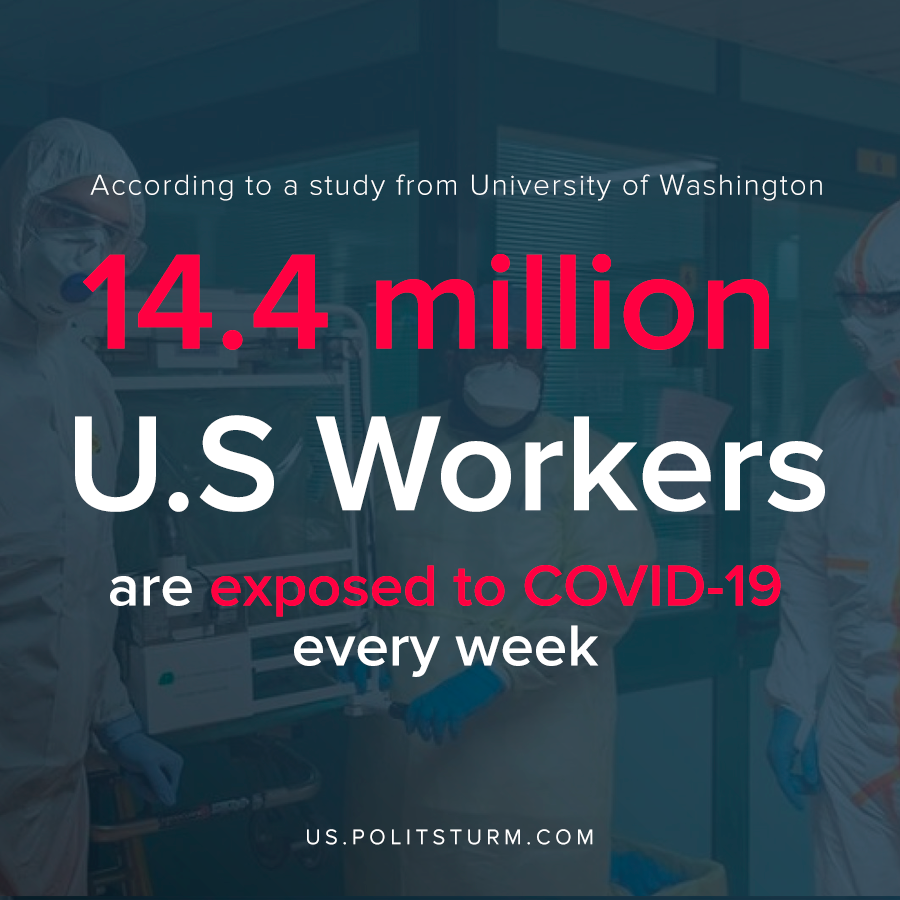 According to a study from University of Washington
14.4 million
U.S Workers
are exposed to COVID-19
every week
US.POLITSTURM.COM